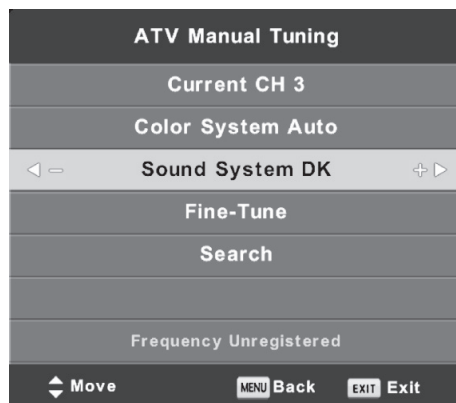 ATV Manual Tuning
Current CH 3
Color System Auto
Sound System DK
Fine-Tune
Search
Frequency Unregistered
Move MENU Back EXIT Exit